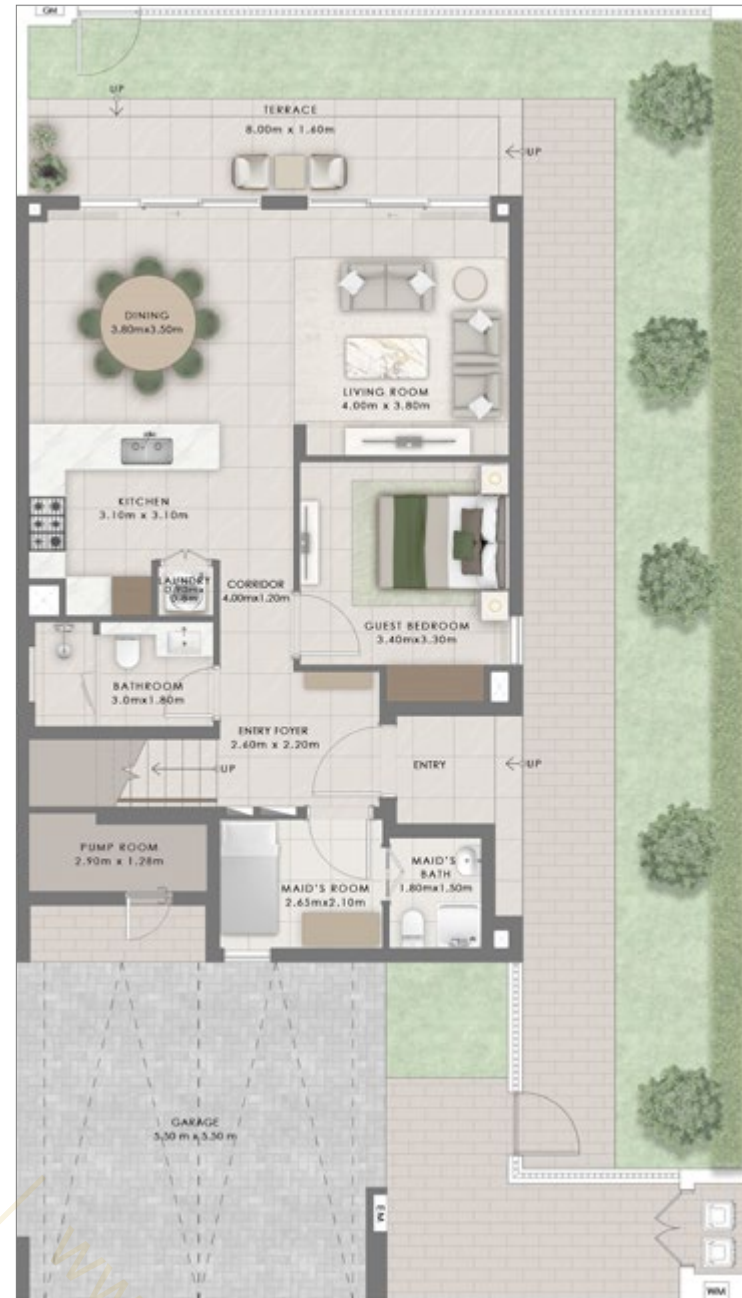 GM
UP
TERRACE
8.00m x 1.60m
UP
DINING
3.80mx3.50m
LIVING ROOM
4.00m x 3.80m
KITCHEN
3.10m x 3.10m
LAUNDRY
CORRIDOR
4.00mx1.20m
GUEST BEDROOM
3.40mx3.30m
BATHROOM
3.0mx1.80m
ENTRY FOYER
2.60m x 2.20m
UP
ENTRY
UP
PUMP ROOM
2.90m x 1.28m
MAID'S ROOM
2.65mx2.10m
MAID'S
BATH
1.80mx1.50m
GARAGE
5.50 m x 5.50 m
EM
WM